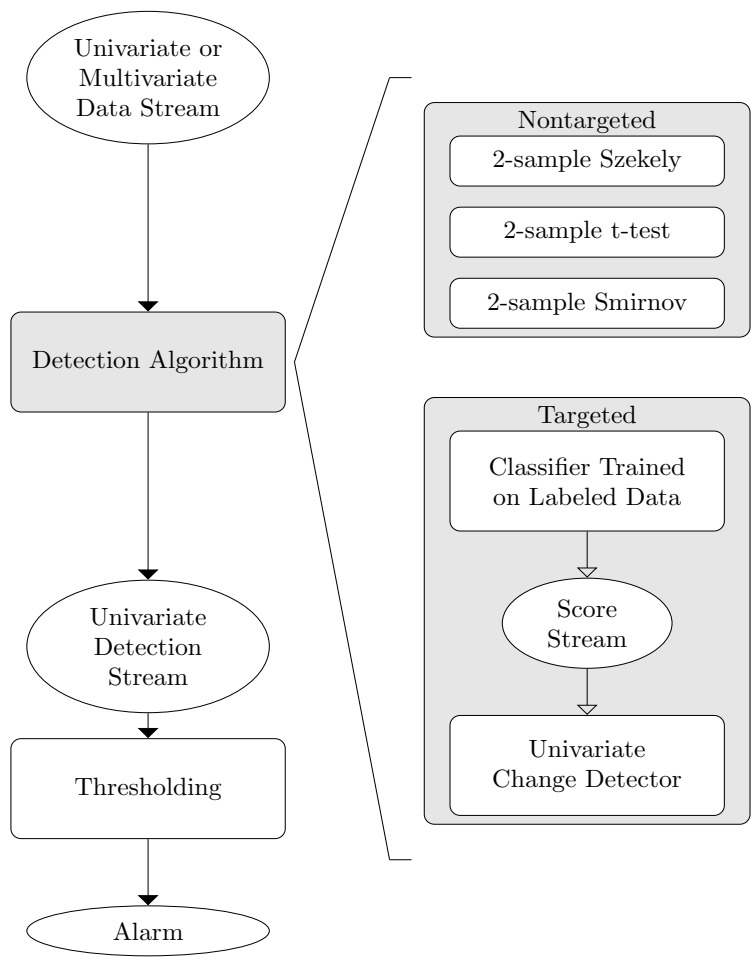 Univariate or
Multivariate
Data Stream
Detection Algorithm
Univariate
Detection
Stream
Thresholding
Alarm
Nontargeted
2-sample Szekely
2-sample t-test
2-sample Smirnov
Targeted
Classifier Trained
on Labeled Data
Score
Stream
Univariate
Change Detector